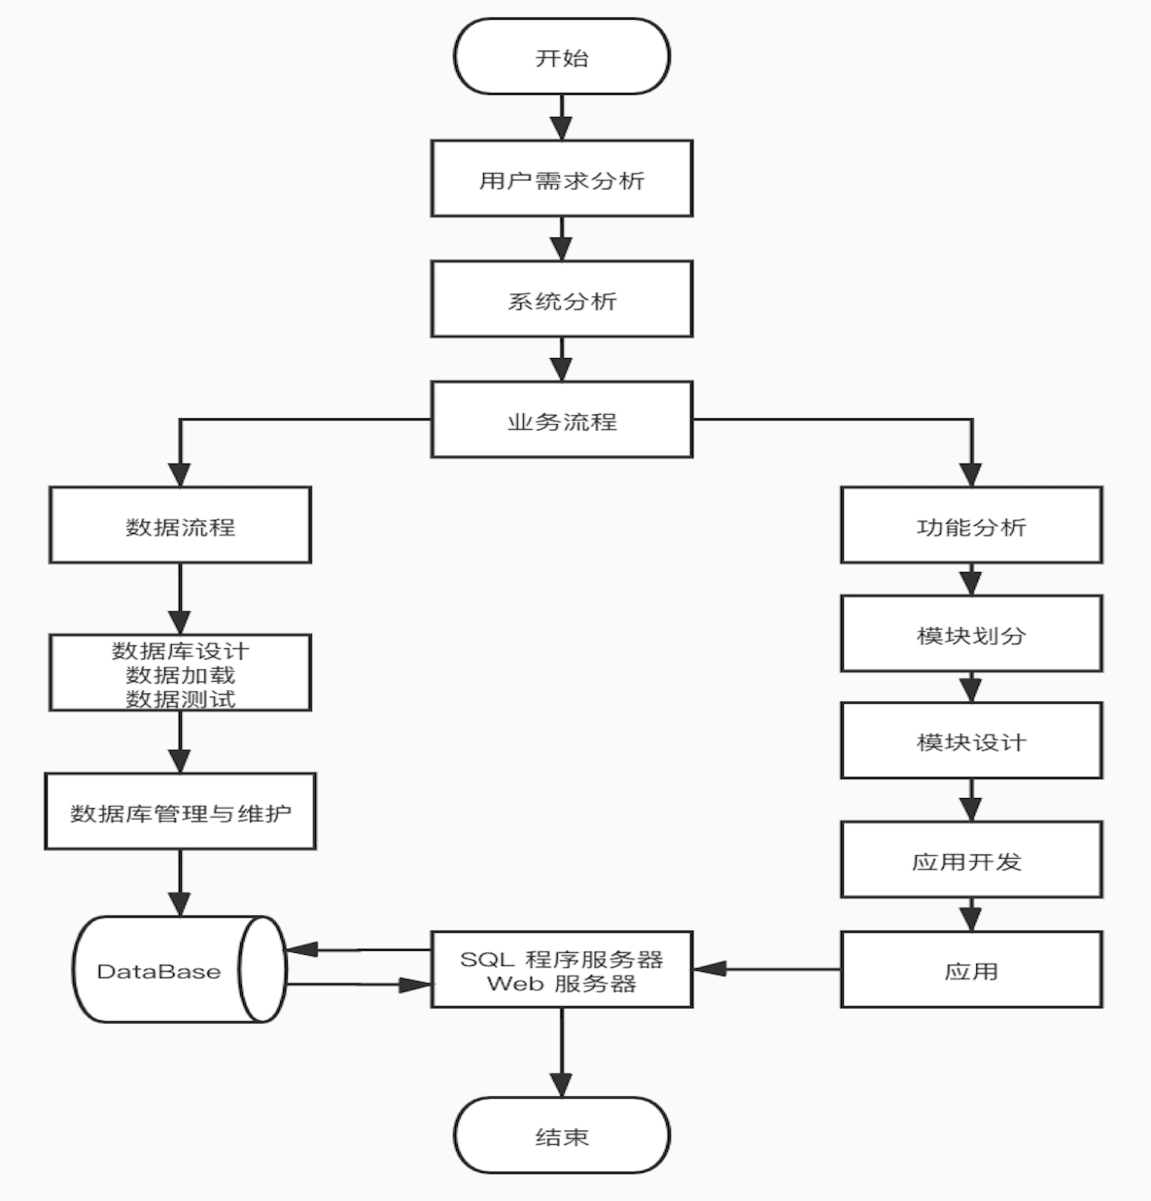 开始
用户需求分析
系统分析
业务流程
数据流程
功能分析
数据库设计
数据加载
数据测试
模块划分
模块设计
数据库管理与维护
应用开发
DataBase
SQL 程序服务器
Web 服务器
应用
结束